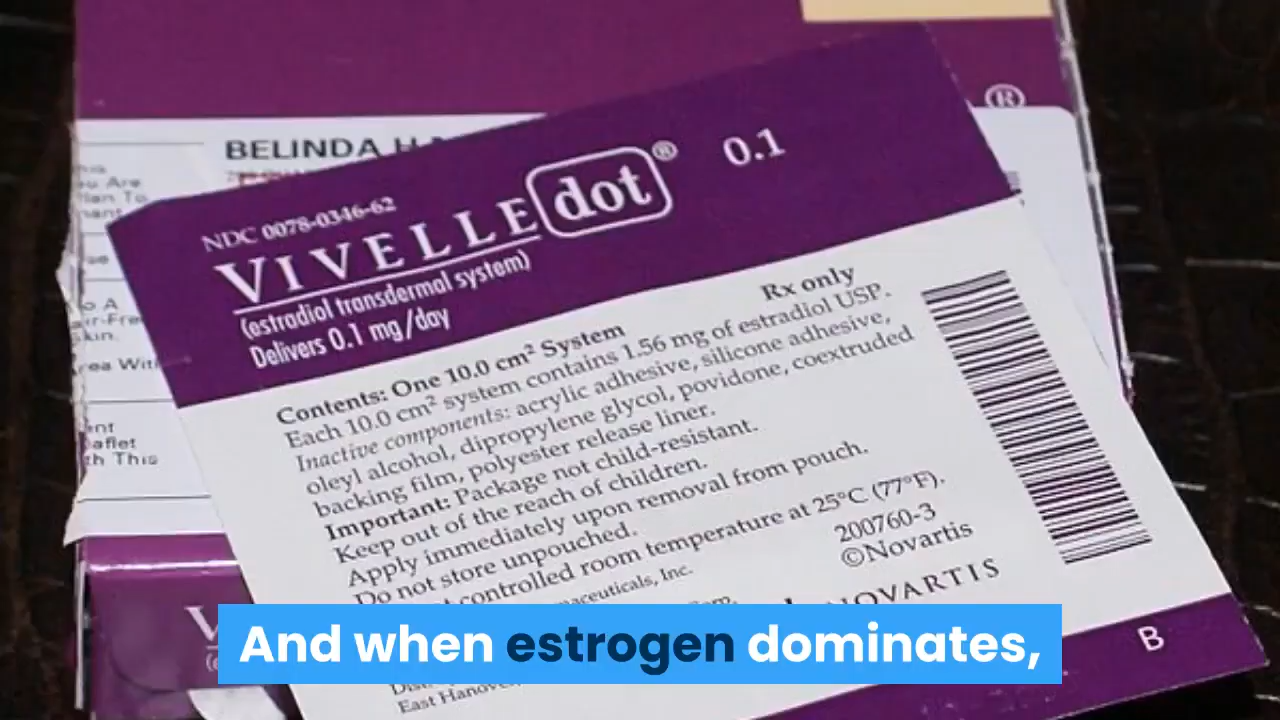 BELINDA
NDC 0078-0346-62
VIVELLE dot® 0.1
(estradiol transdermal system)
Delivers 0.1 mg/day
Rx only
Contents: One 10.0 cm² System
Each 10.0 cm² system contains 1.56 mg of estradiol USP.
Inactive components: acrylic adhesive, silicone adhesive,
oleyl alcohol, dipropylene glycol, povidone, coextruded
backing film, polyester release liner.
Important: Package not child-resistant.
Keep out of the reach of children.
Apply immediately upon removal from pouch.
Do not store unpouched.
controlled room temperature at 25°C (77°F).
200760-3
©Novartis
NOVARTIS
B
®
And when estrogen dominates,